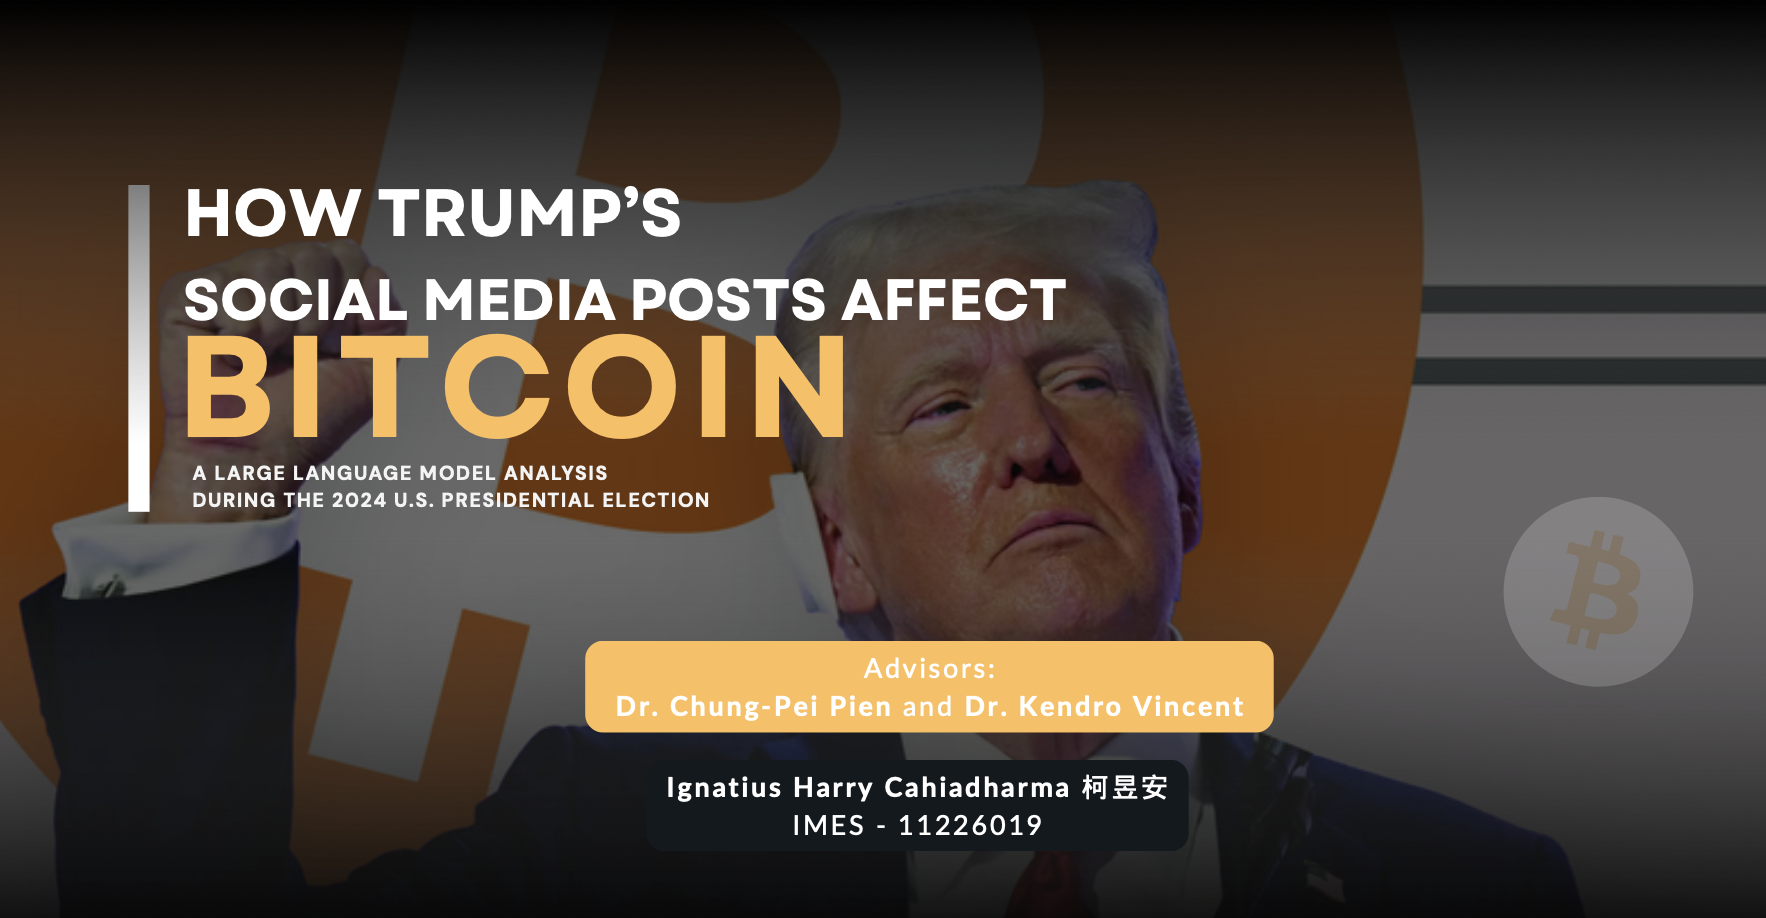 HOW TRUMP’S
SOCIAL MEDIA POSTS AFFECT
BITCOIN
A LARGE LANGUAGE MODEL ANALYSIS
DURING THE 2024 U.S. PRESIDENTIAL ELECTION
Advisors:
Dr. Chung-Pei Pien and Dr. Kendro Vincent
Ignatius Harry Cahiadharma 柯昱安
IMES - 11226019